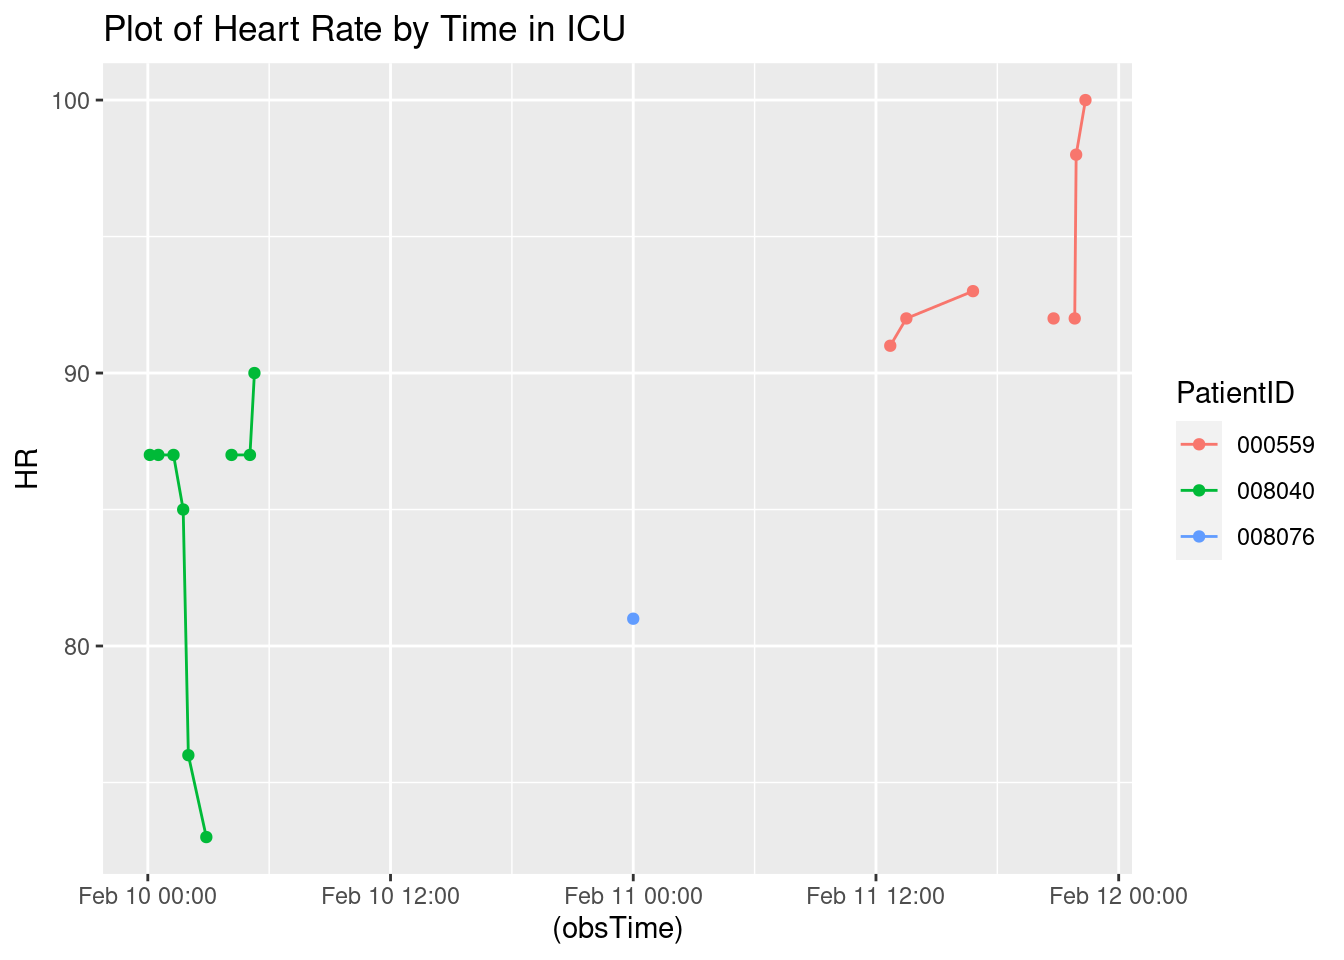 Plot of Heart Rate by Time in ICU
100
90
80
HR
Feb 10 00:00 Feb 10 12:00 Feb 11 00:00 Feb 11 12:00 Feb 12 00:00
(obsTime)
PatientID
000559
008040
008076